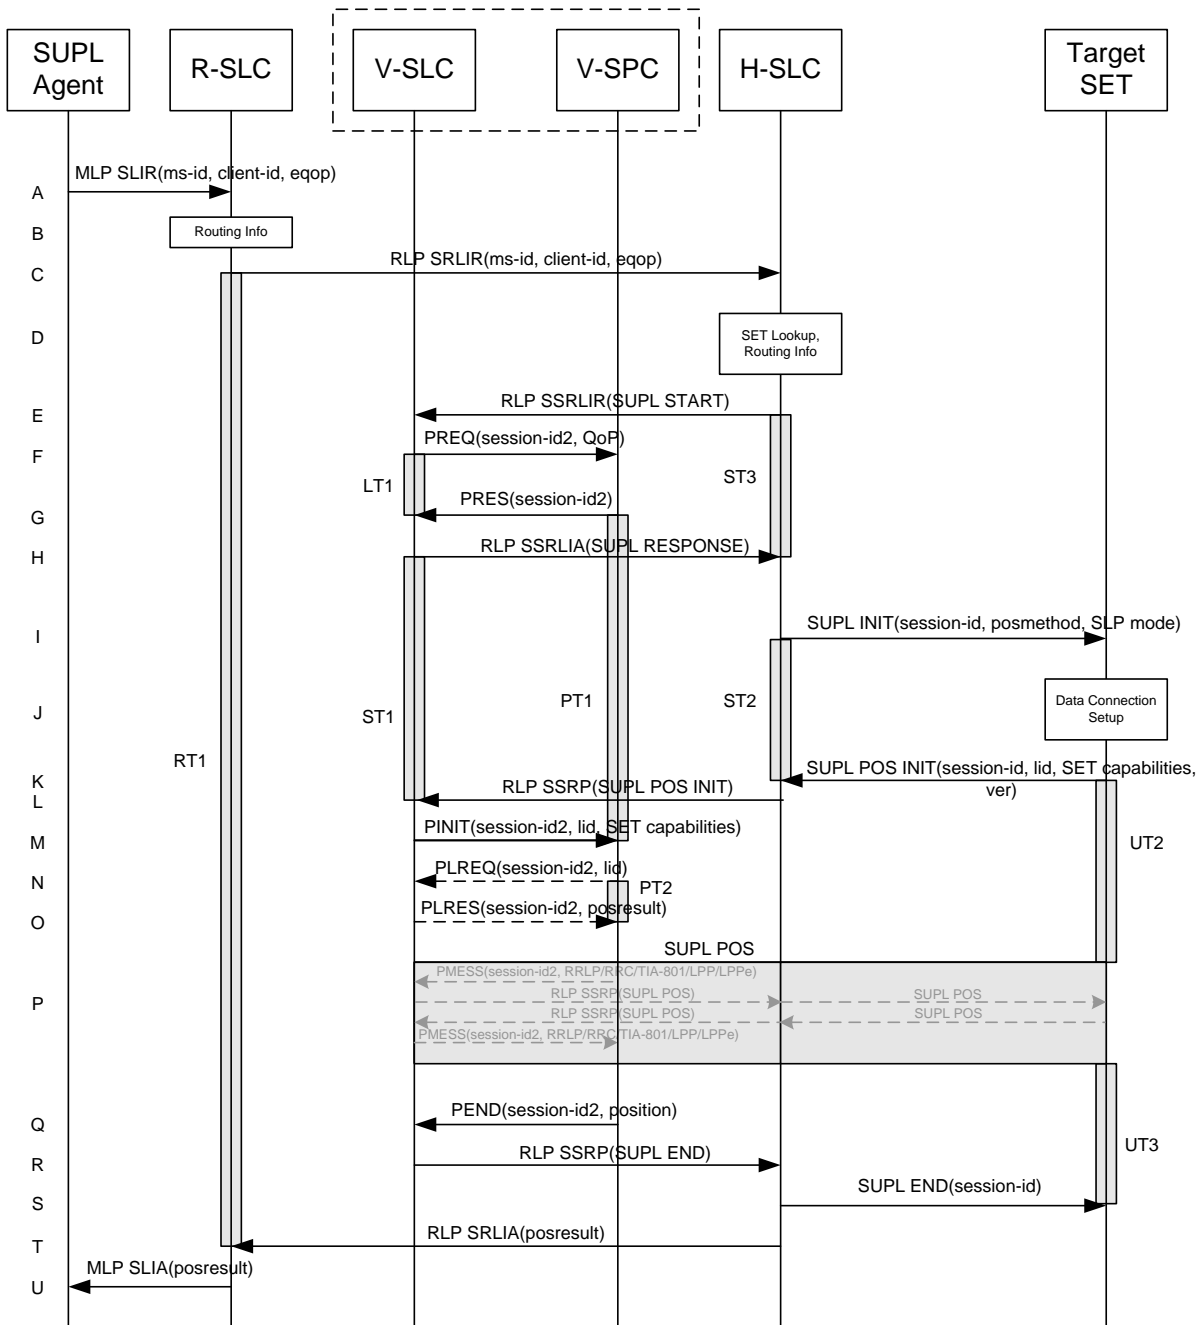 SUPL
Agent
R-SLC
V-SLC
V-SPC
H-SLC
Target
SET
A
MLP SLIR(ms-id, client-id, eqop)
B
Routing Info
C
RLP SRLIR(ms-id, client-id, eqop)
D
SET Lookup,
Routing Info
E
RLP SSRLIR(SUPL START)
F
PREQ(session-id2, QoP)
LT1
ST3
G
PRES(session-id2)
H
RLP SSRLIA(SUPL RESPONSE)
I
SUPL INIT(session-id, posmethod, SLP mode)
J
ST1
PT1
ST2
Data Connection
Setup
RT1
K
SUPL POS INIT(session-id, lid, SET capabilities,
ver)
L
RLP SSRP(SUPL POS INIT)
M
PINIT(session-id2, lid, SET capabilities)
UT2
N
PLREQ(session-id2, lid)
PT2
O
PLRES(session-id2, posresult)
SUPL POS
PMESS(session-id2, RRLP/RRC/TIA-801/LPP/LPPe)
P
RLP SSRP(SUPL POS)
SUPL POS
RLP SSRP(SUPL POS)
SUPL POS
PMESS(session-id2, RRLP/RRC/TIA-801/LPP/LPPe)
Q
PEND(session-id2, position)
UT3
R
RLP SSRP(SUPL END)
S
SUPL END(session-id)
T
RLP SRLIA(posresult)
U
MLP SLIA(posresult)